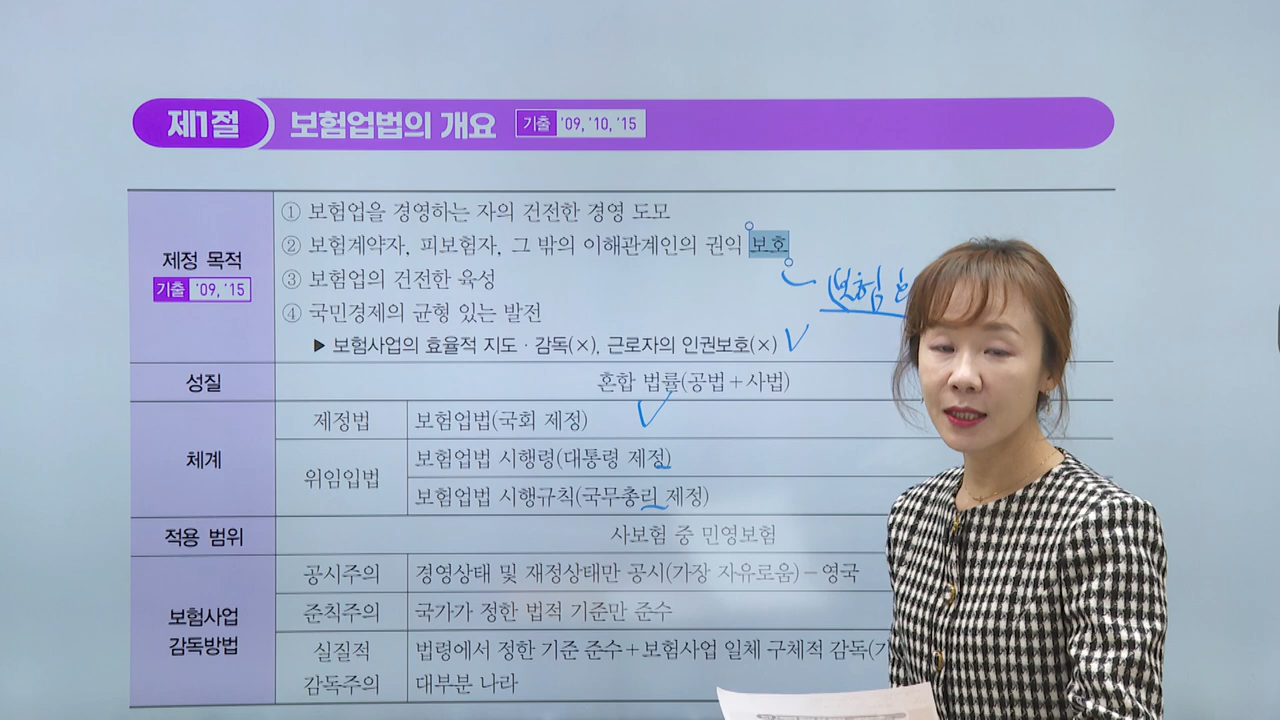 제1절 보험업법의 개요 기출 '09, '10, '15
제정 목적
기출 '09, '15
① 보험업을 경영하는 자의 건전한 경영 도모
② 보험계약자, 피보험자, 그 밖의 이해관계인의 권익 보호
③ 보험업의 건전한 육성
④ 국민경제의 균형 있는 발전
▶ 보험사업의 효율적 지도·감독(×), 근로자의 인권보호(×)
보험
성질
혼합 법률(공법+사법)
체계
제정법
보험업법(국회 제정)
위임입법
보험업법 시행령(대통령 제정)
보험업법 시행규칙(국무총리 제정)
적용 범위
사보험 중 민영보험
보험사업
감독방법
공시주의
경영상태 및 재정상태만 공시(가장 자유로움)-영국
준칙주의
국가가 정한 법적 기준만 준수
실질적
감독주의
법령에서 정한 기준 준수+보험사업 일체 구체적 감독(
대부분 나라